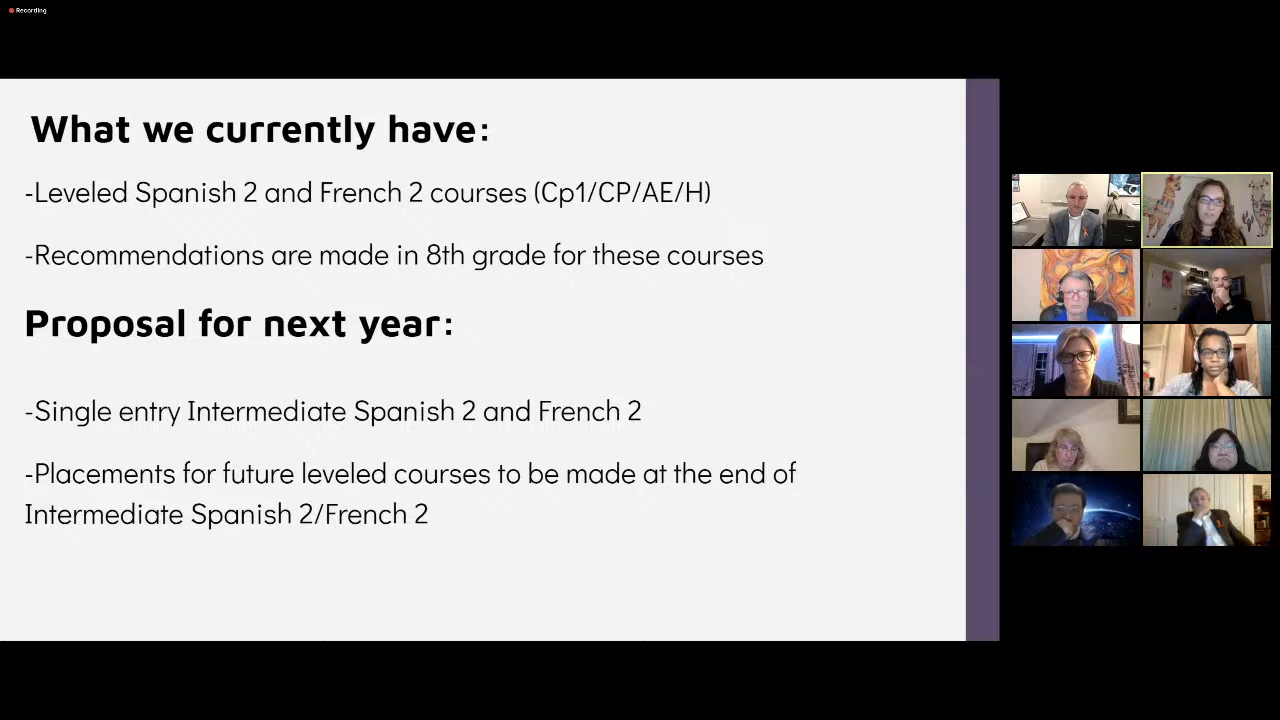 Recording
What we currently have:
-Leveled Spanish 2 and French 2 courses (Cp1/CP/AE/H)
-Recommendations are made in 8th grade for these courses
Proposal for next year:
-Single entry Intermediate Spanish 2 and French 2
-Placements for future leveled courses to be made at the end of
Intermediate Spanish 2/French 2